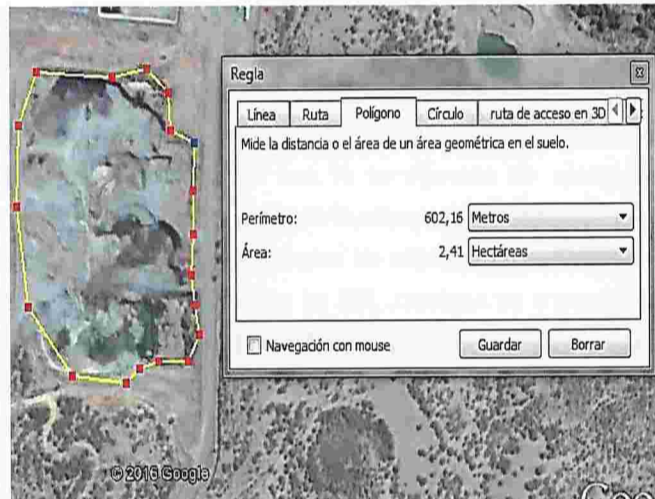 Regla
Línea Ruta Polígono Círculo ruta de acceso en 3D
Mide la distancia o el área de un área geométrica en el suelo.
Perímetro: 602,16 Metros
Área: 2,41 Hectáreas
Navegación con mouse Guardar Borrar
© 2016 Google